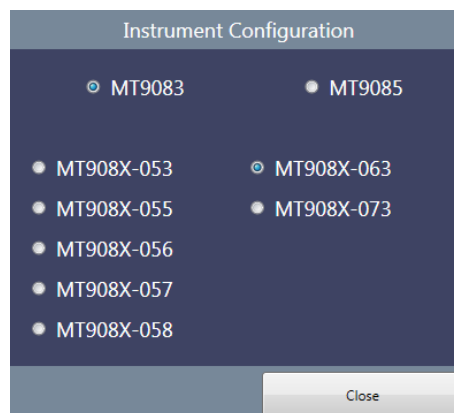 Instrument Configuration
MT9083 MT9085
MT908X-053 MT908X-063
MT908X-055 MT908X-073
MT908X-056
MT908X-057
MT908X-058
Close